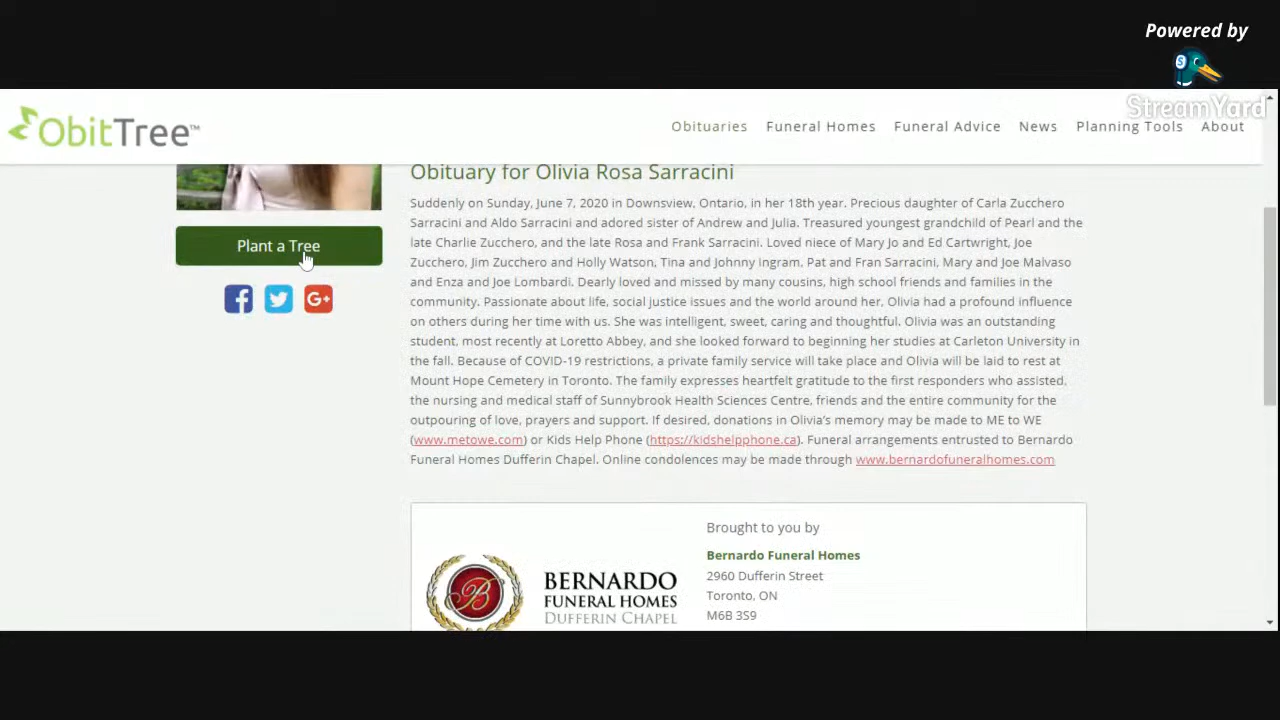 Powered by
StreamYard
ObitTree™
Obituaries Funeral Homes Funeral Advice News Planning Tools About
Obituary for Olivia Rosa Sarracini
Suddenly on Sunday, June 7, 2020 in Downsview, Ontario, in her 18th year. Precious daughter of Carla Zucchero
Sarracini and Aldo Sarracini and adored sister of Andrew and Julia. Treasured youngest grandchild of Pearl and the
late Charlie Zucchero, and the late Rosa and Frank Sarracini. Loved niece of Mary Jo and Ed Cartwright, Joe
Zucchero, Jim Zucchero and Holly Watson, Tina and Johnny Ingram, Pat and Fran Sarracini, Mary and Joe Malvaso
and Enza and Joe Lombardi. Dearly loved and missed by many cousins, high school friends and families in the
community. Passionate about life, social justice issues and the world around her, Olivia had a profound influence
on others during her time with us. She was intelligent, sweet, caring and thoughtful. Olivia was an outstanding
student, most recently at Loretto Abbey, and she looked forward to beginning her studies at Carleton University in
the fall. Because of COVID-19 restrictions, a private family service will take place and Olivia will be laid to rest at
Mount Hope Cemetery in Toronto. The family expresses heartfelt gratitude to the first responders who assisted,
the nursing and medical staff of Sunnybrook Health Sciences Centre, friends and the entire community for the
outpouring of love, prayers and support. If desired, donations in Olivia's memory may be made to ME to WE
(www.metowe.com) or Kids Help Phone (https://kidshelpphone.ca). Funeral arrangements entrusted to Bernardo
Funeral Homes Dufferin Chapel. Online condolences may be made through www.bernardofuneralhomes.com
Plant a Tree
B
BERNARDO
FUNERAL HOMES
DUFFERIN CHAPEL
Brought to you by
Bernardo Funeral Homes
2960 Dufferin Street
Toronto, ON
M6B 3S9